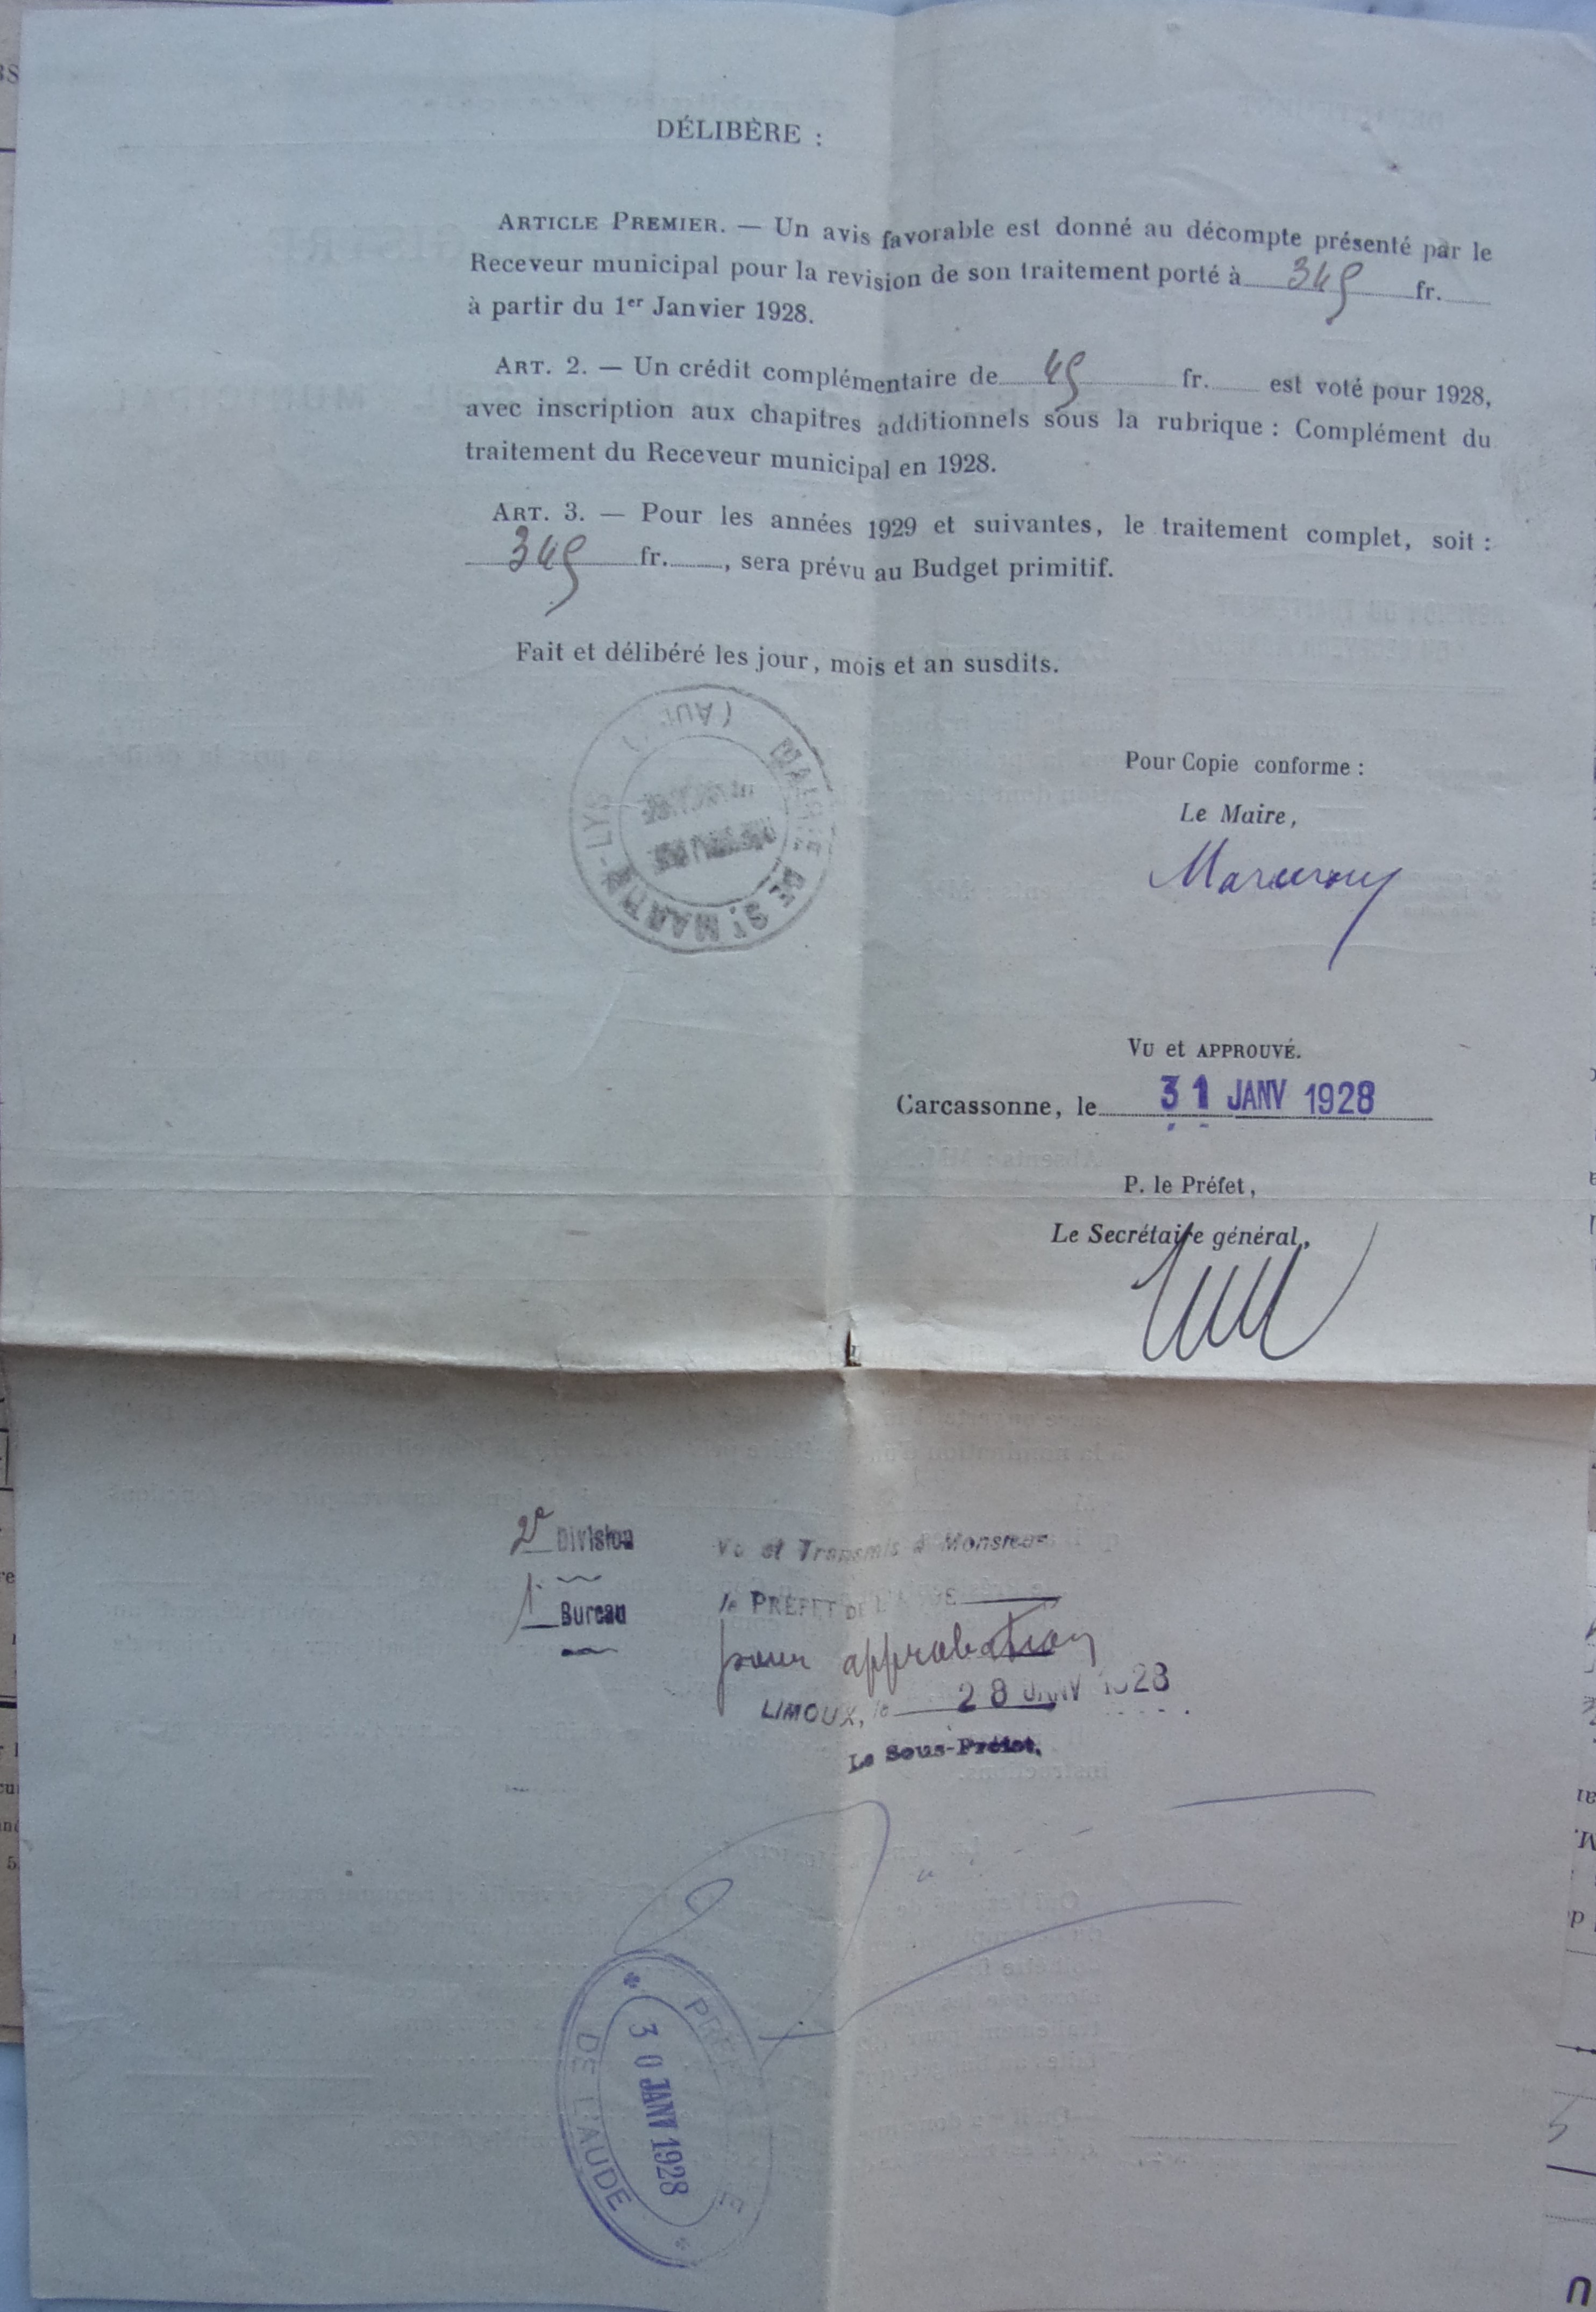 DÉLIBÈRE :
ARTICLE PREMIER. — Un avis favorable est donné au décompte présenté par le
Receveur municipal pour la revision de son traitement porté à 345 fr.
à partir du 1er Janvier 1928.
ART. 2. — Un crédit complémentaire de 45 fr. est voté pour 1928,
avec inscription aux chapitres additionnels sous la rubrique : Complément du
traitement du Receveur municipal en 1928.
ART. 3. — Pour les années 1929 et suivantes, le traitement complet, soit :
345 fr. , sera prévu au Budget primitif.
Fait et délibéré les jour, mois et an susdits.
MAIRIE DE St MARTIN-LYS
(AUDE)
Pour Copie conforme :
Le Maire,
VU et APPROUVÉ.
Carcassonne, le 31 JANV 1928
P. le Préfet,
Le Secrétaire général,
2e Division
1 Bureau
Vu et Transmis à Monsieur
le PRÉFET DE L'AUDE
pour approbation
LIMOUX, le 28 JANV 1928
Le Sous-Préfet,
PRÉFECTURE
30 JANV 1928
DE L'AUDE